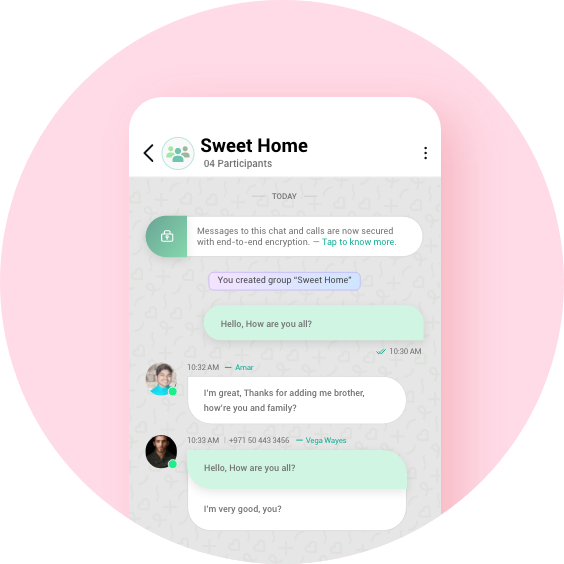 Sweet Home
04 Participants
TODAY
Messages to this chat and calls are now secured
with end-to-end encryption. — Tap to know more.
You created group "Sweet Home"
Hello, How are you all?
10:30 AM
10:32 AM — Amar
I'm great, Thanks for adding me brother,
how're you and family?
10:33 AM | +971 50 443 3456 — Vega Wayes
Hello, How are you all?
I'm very good, you?